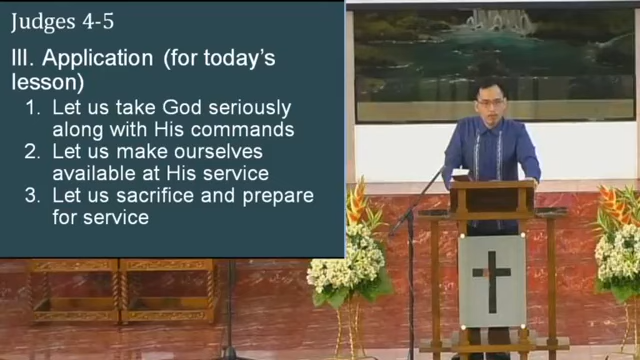 Judges 4-5
III. Application (for today's
lesson)
1. Let us take God seriously
along with His commands
2. Let us make ourselves
available at His service
3. Let us sacrifice and prepare
for service